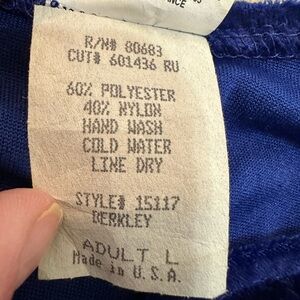 R/N# 80683
CUT# 601436 RU
60% POLYESTER
40% NYLON
HAND WASH
COLD WATER
LINE DRY
STYLE# 15117
BERKLEY
ADULT L
Made in U.S.A.